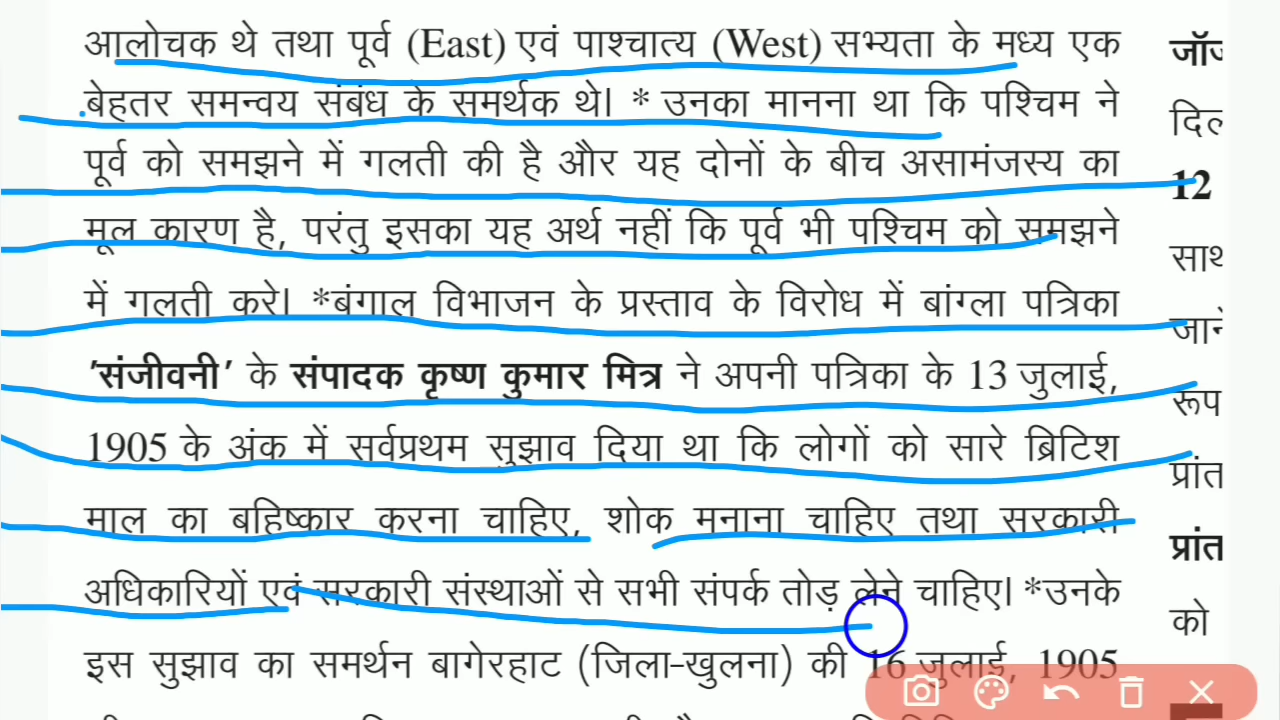 आलोचक थे तथा पूर्व (East) एवं पाश्चात्य (West) सभ्यता के मध्य एक
बेहतर समन्वय संबंध के समर्थक थे। * उनका मानना था कि पश्चिम ने
पूर्व को समझने में गलती की है और यह दोनों के बीच असामंजस्य का
मूल कारण है, परंतु इसका यह अर्थ नहीं कि पूर्व भी पश्चिम को समझने
में गलती करे। *बंगाल विभाजन के प्रस्ताव के विरोध में बांग्ला पत्रिका
'संजीवनी' के संपादक कृष्ण कुमार मित्र ने अपनी पत्रिका के 13 जुलाई,
1905 के अंक में सर्वप्रथम सुझाव दिया था कि लोगों को सारे ब्रिटिश
माल का बहिष्कार करना चाहिए, शोक मनाना चाहिए तथा सरकारी
अधिकारियों एवं सरकारी संस्थाओं से सभी संपर्क तोड़ लेने चाहिए। *उनके
इस सुझाव का समर्थन बागेरहाट (जिला-खुलना) की 16 जुलाई, 1905
12
रूप
प्रांत
प्रांत
को